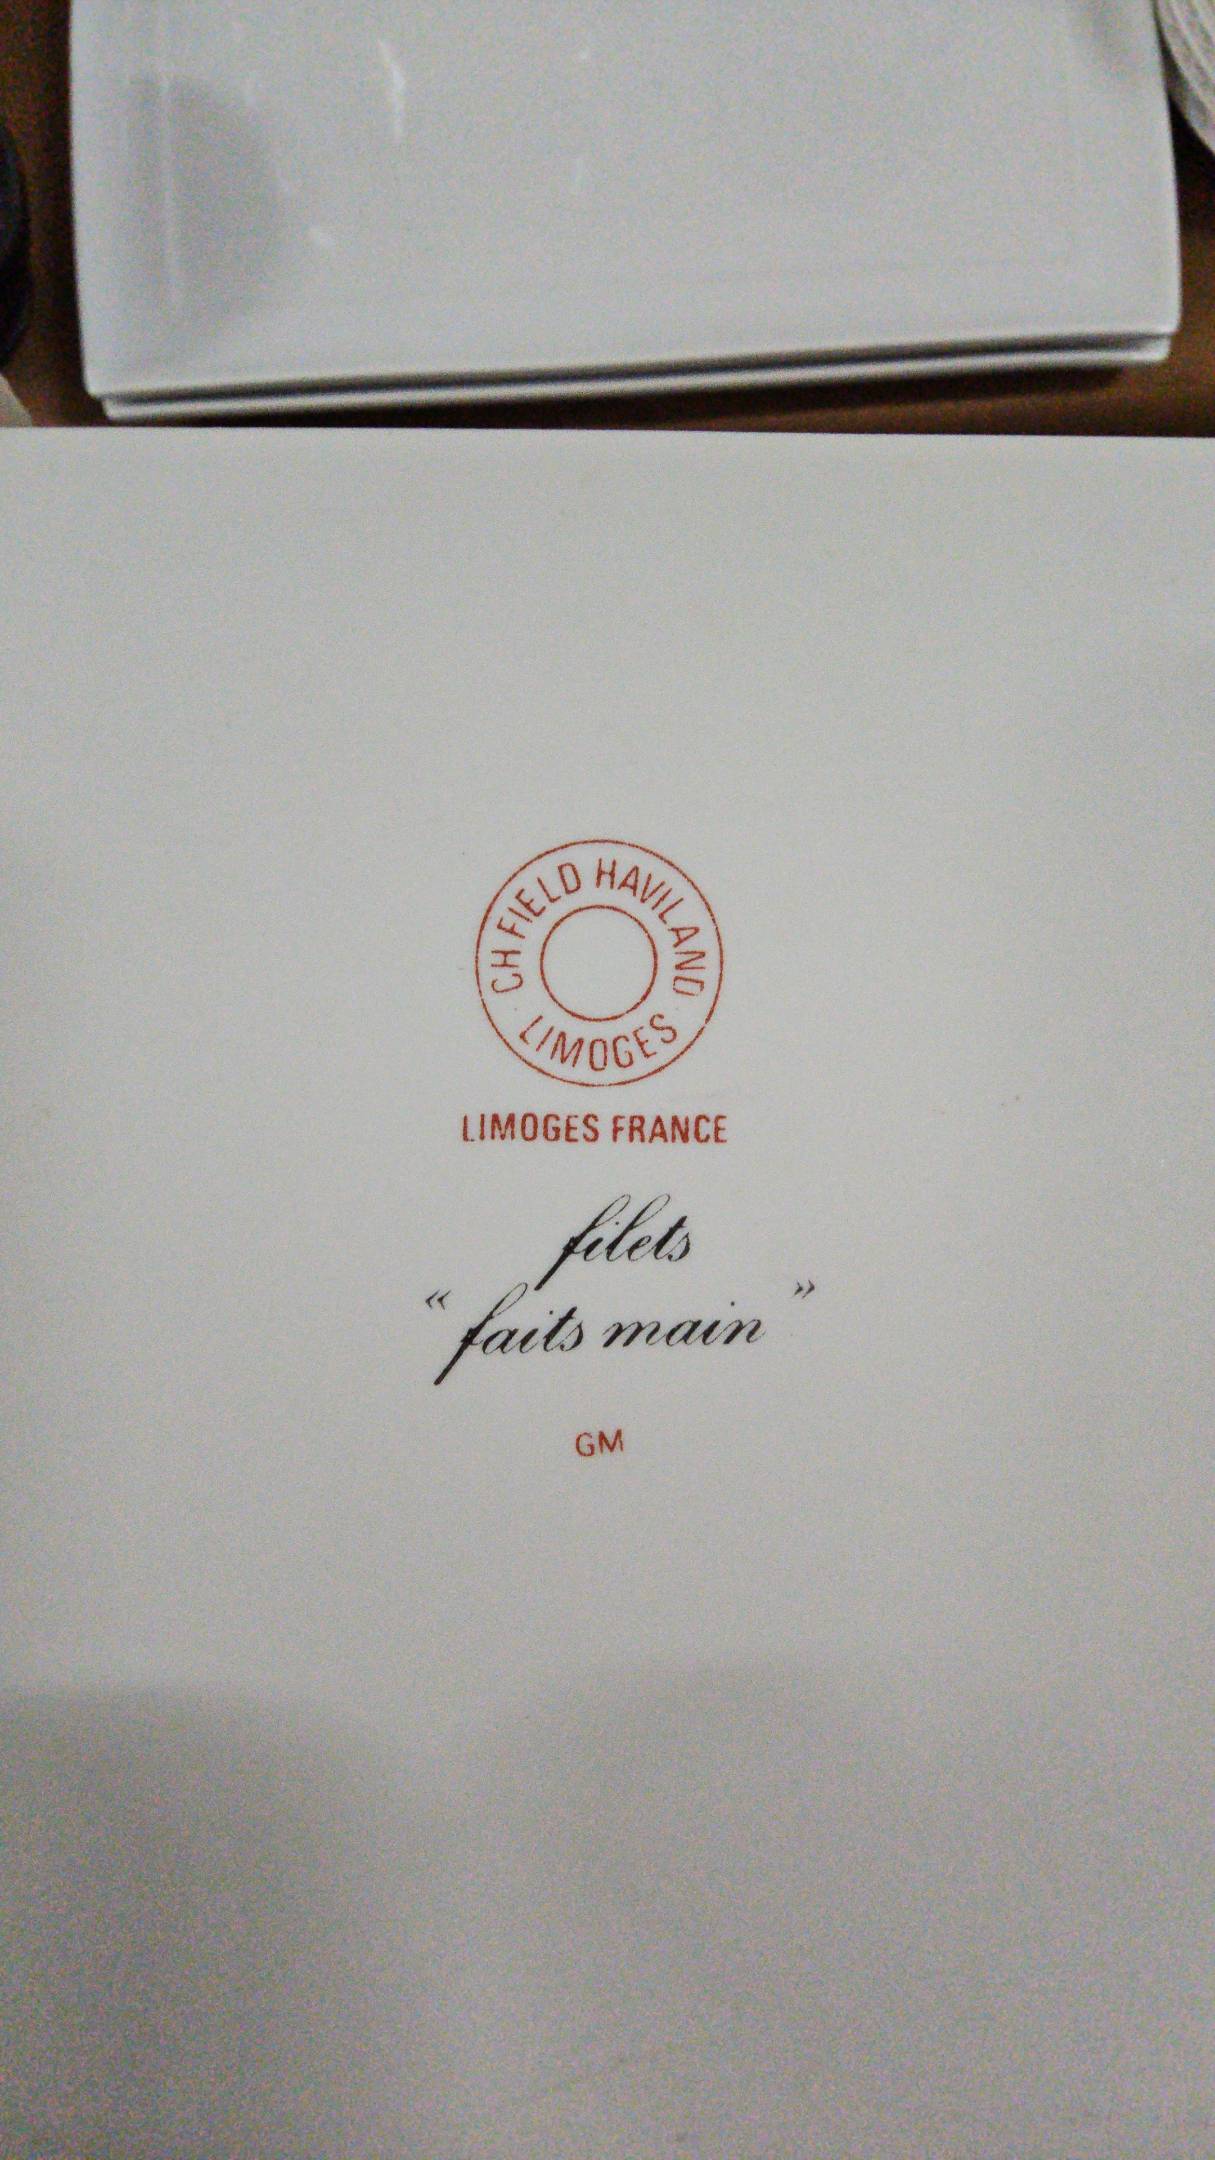 CH FIELD HAVILAND
LIMOGES
LIMOGES FRANCE
filets
« faits main »
GM